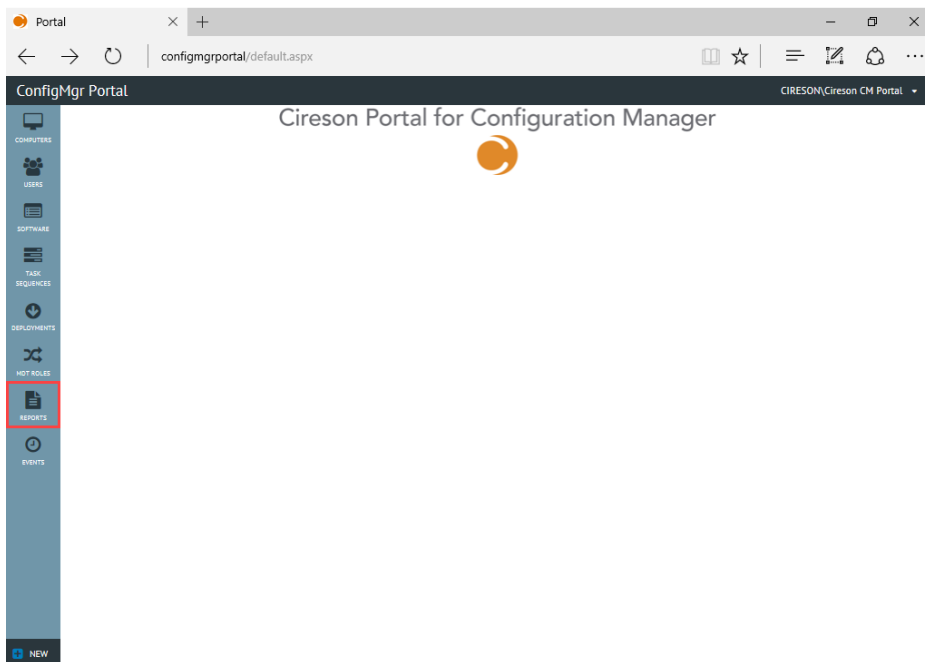 Portal
configmgrportal/default.aspx
ConfigMgr Portal
CIRESON\Cireson CM Portal
Cireson Portal for Configuration Manager
COMPUTERS
USERS
SOFTWARE
TASK
SEQUENCES
DEPLOYMENTS
HOT ROLES
REPORTS
EVENTS
NEW